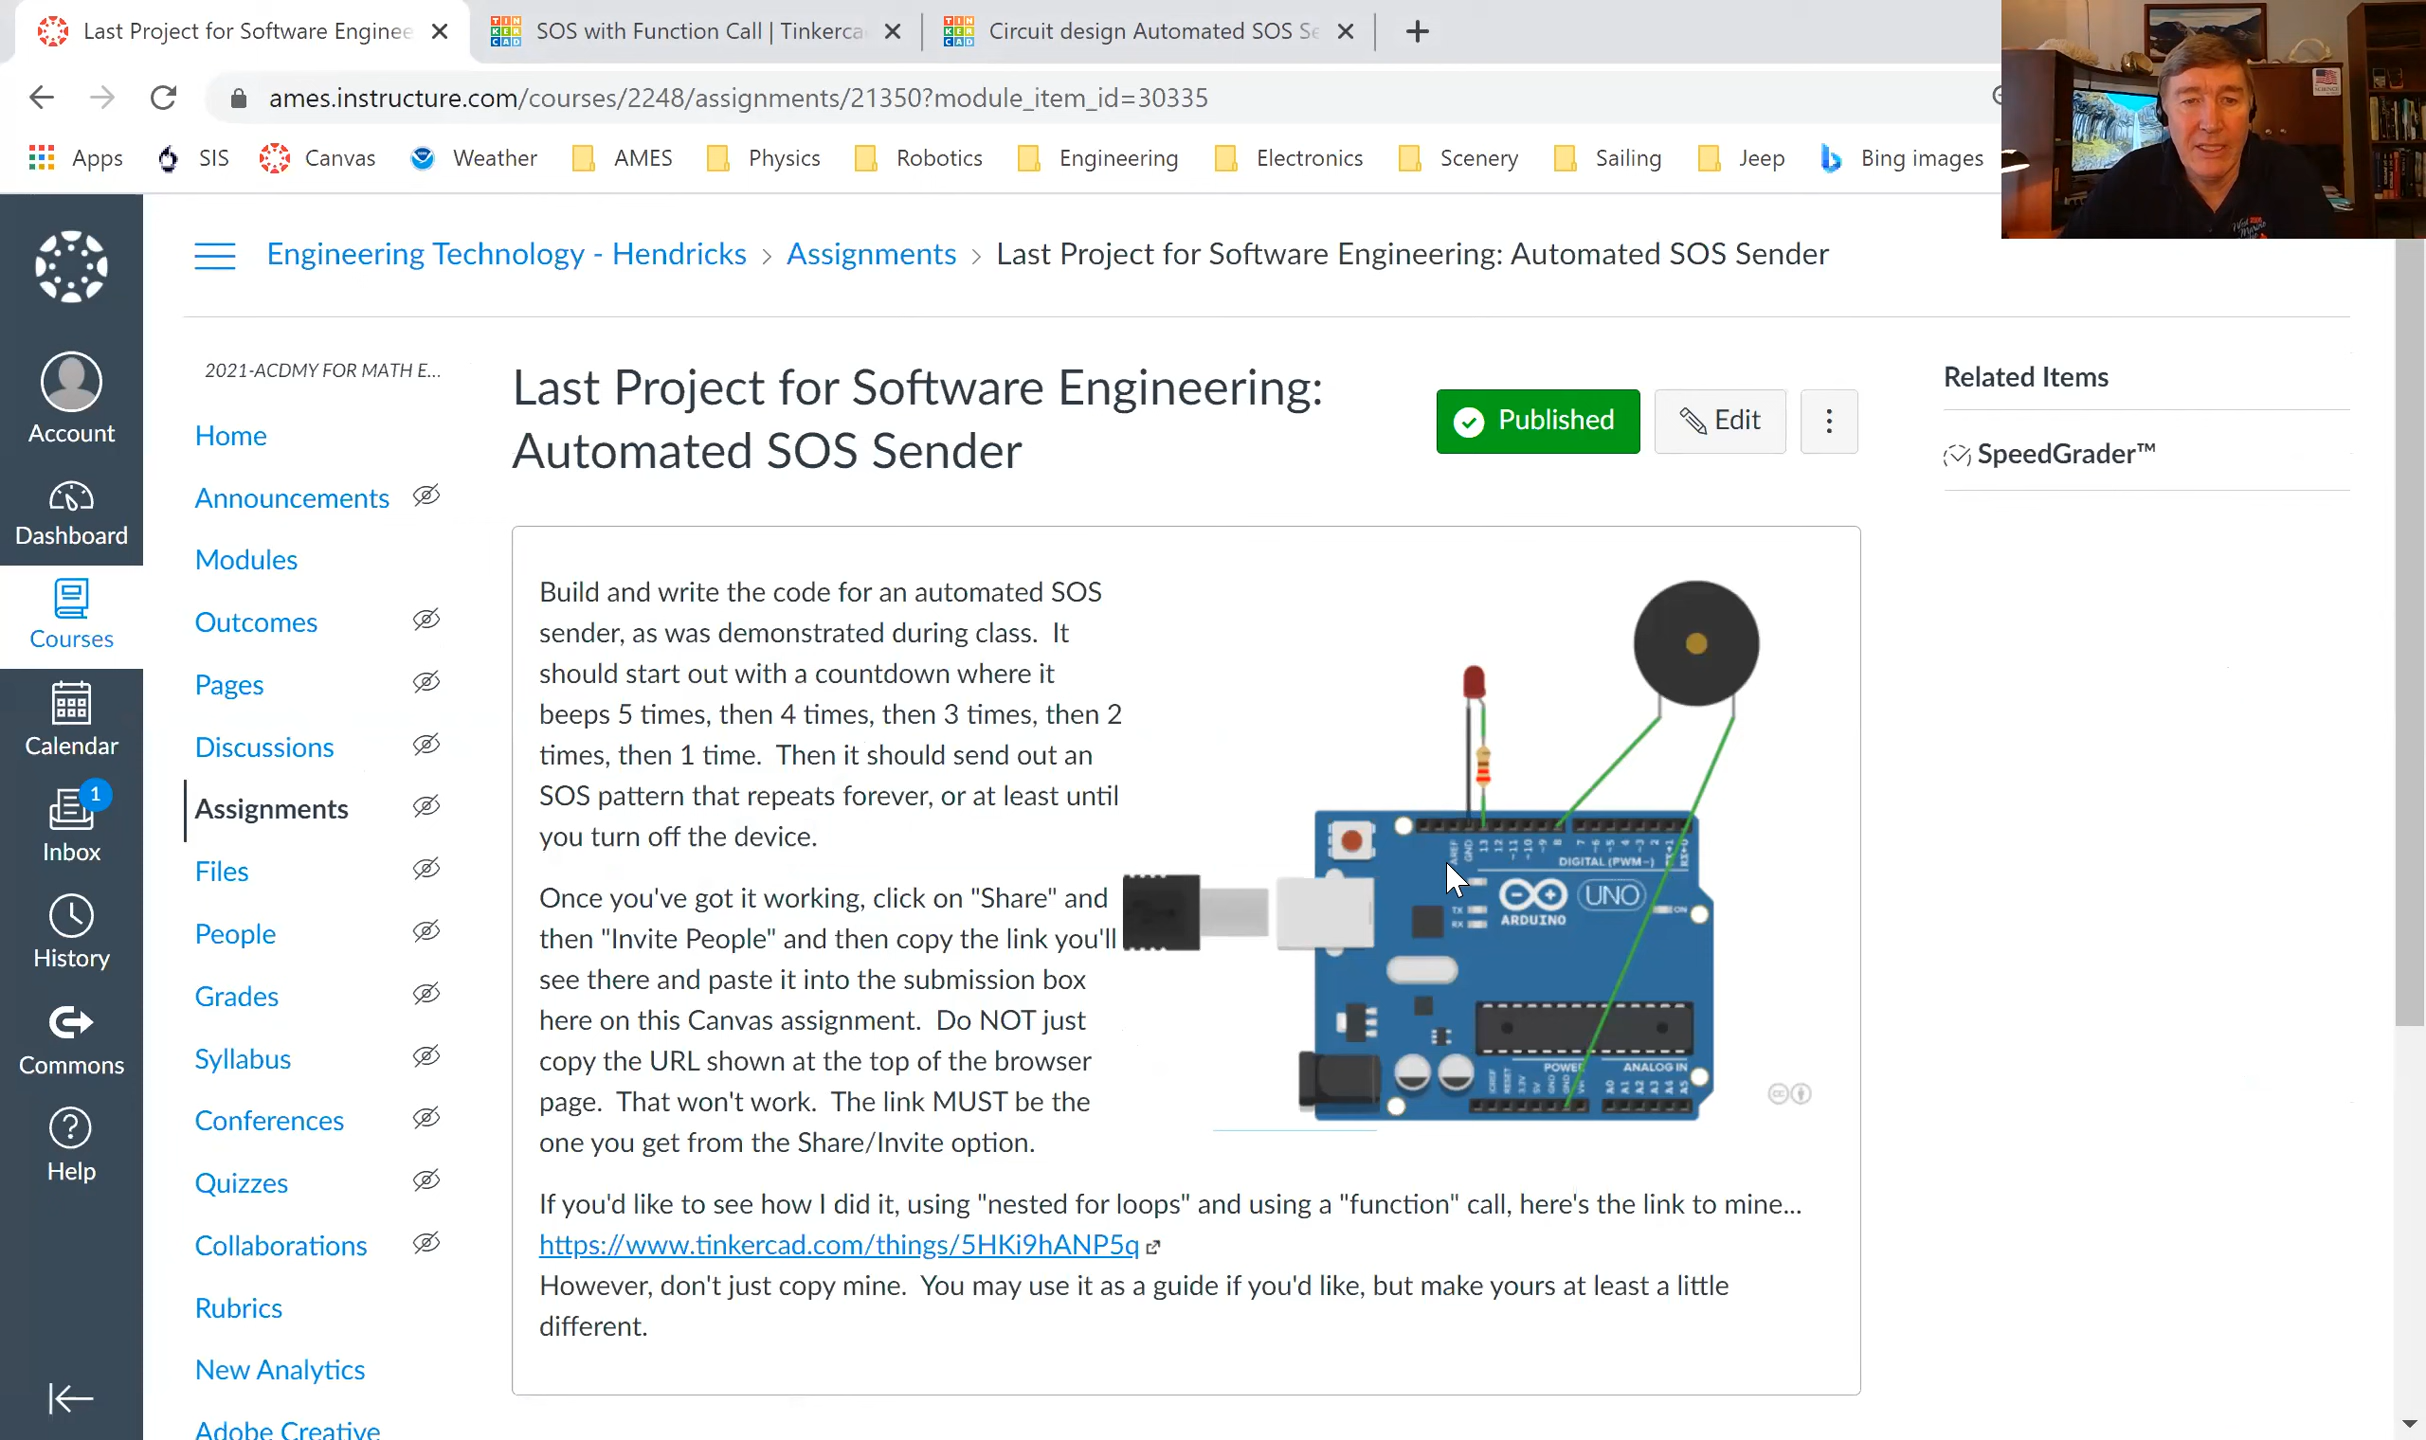 Last Project for Software Enginee
SOS with Function Call | Tinkerca
Circuit design Automated SOS Se
ames.instructure.com/courses/2248/assignments/21350?module_item_id=30335
Apps
SIS
Canvas
Weather
AMES
Physics
Robotics
Engineering
Electronics
Scenery
Sailing
Jeep
Bing images
Engineering Technology - Hendricks > Assignments > Last Project for Software Engineering: Automated SOS Sender
Account
Dashboard
Courses
Calendar
1
Inbox
History
Commons
Help
2021-ACDMY FOR MATH E...
Home
Announcements
Modules
Outcomes
Pages
Discussions
Assignments
Files
People
Grades
Syllabus
Conferences
Quizzes
Collaborations
Rubrics
New Analytics
Adobe Creative
Last Project for Software Engineering:
Automated SOS Sender
Published
Edit
Related Items
SpeedGrader™
Build and write the code for an automated SOS
sender, as was demonstrated during class. It
should start out with a countdown where it
beeps 5 times, then 4 times, then 3 times, then 2
times, then 1 time. Then it should send out an
SOS pattern that repeats forever, or at least until
you turn off the device.
Once you've got it working, click on "Share" and
then "Invite People" and then copy the link you'll
see there and paste it into the submission box
here on this Canvas assignment. Do NOT just
copy the URL shown at the top of the browser
page. That won't work. The link MUST be the
one you get from the Share/Invite option.
DIGITAL (PWM~)
UNO
ARDUINO
TX
RX
ON
POWER
ANALOG IN
If you'd like to see how I did it, using "nested for loops" and using a "function" call, here's the link to mine...
https://www.tinkercad.com/things/5HKi9hANP5q
However, don't just copy mine. You may use it as a guide if you'd like, but make yours at least a little
different.